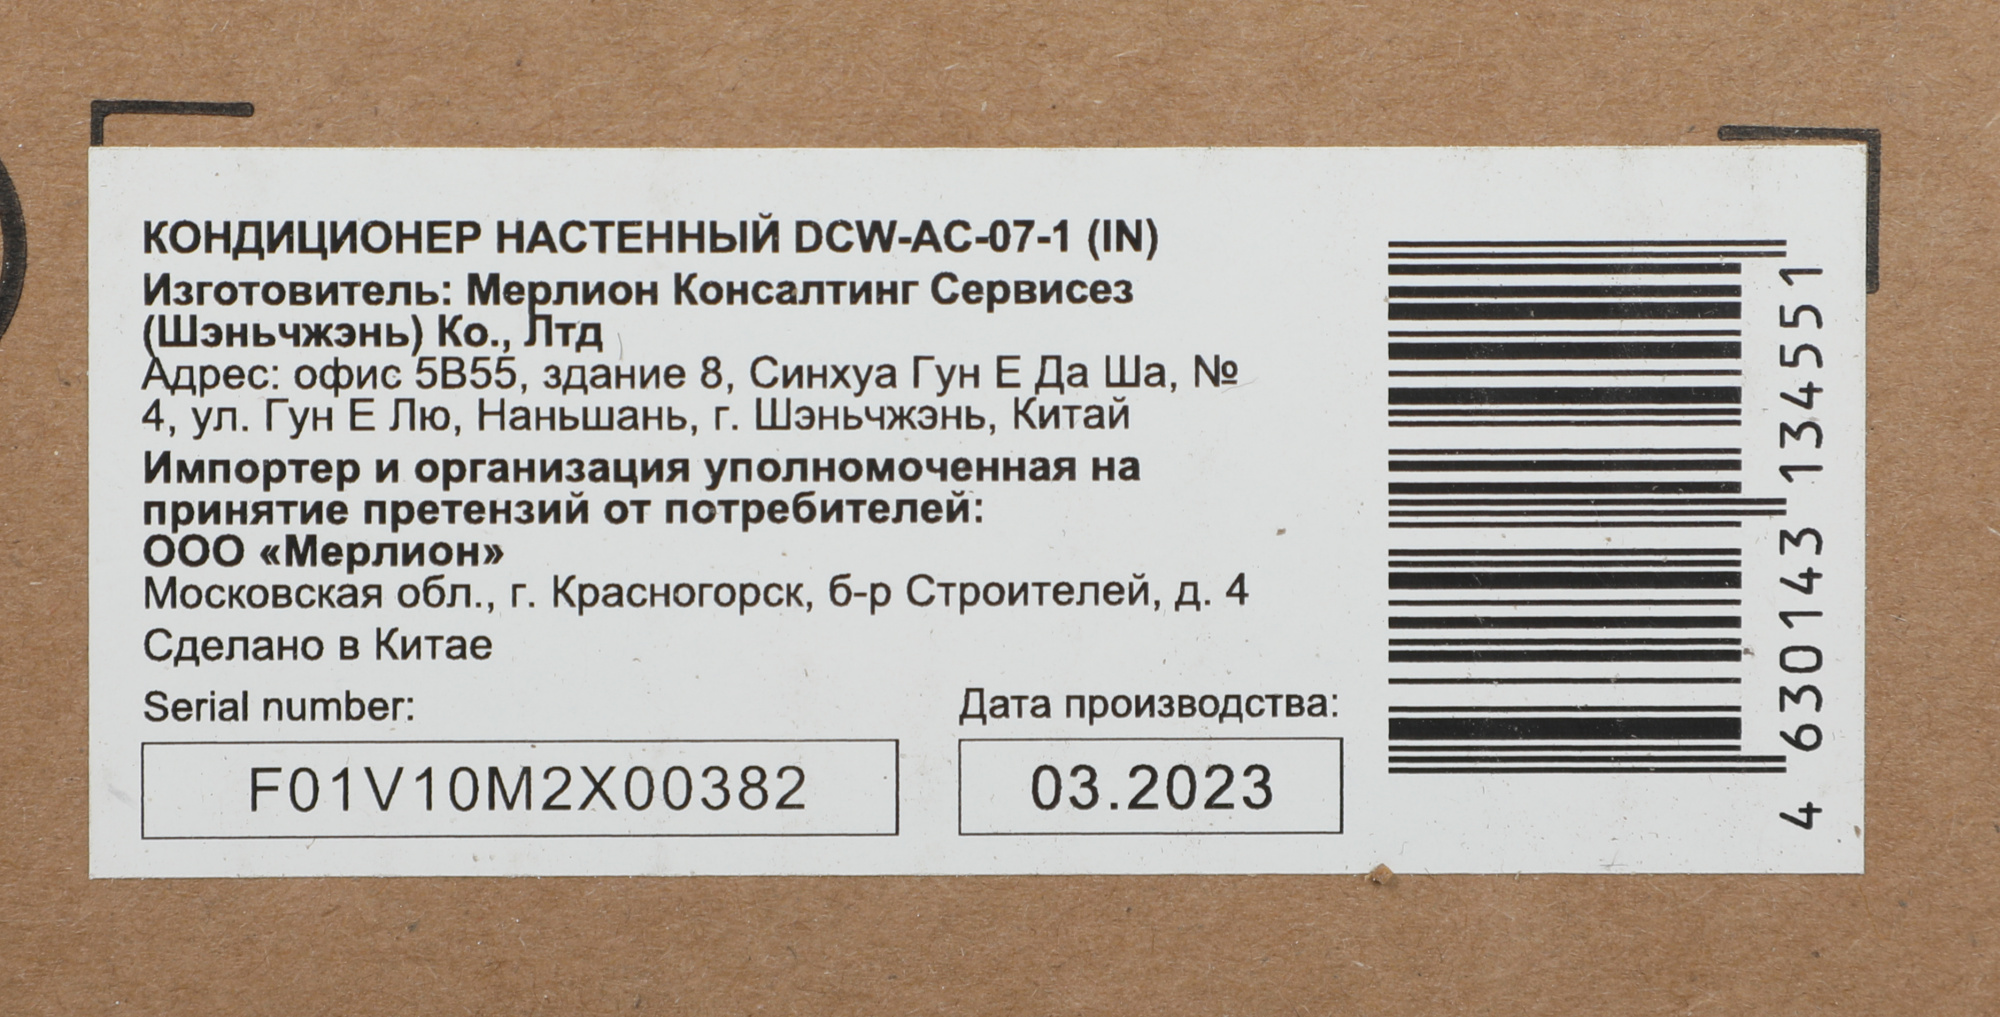 КОНДИЦИОНЕР НАСТЕННЫЙ DCW-AC-07-1 (IN)
Изготовитель: Мерлион Консалтинг Сервисез
(Шэньчжэнь) Ко., Лтд
Адрес: офис 5В55, здание 8, Синхуа Гун Е Да Ша, №
4, ул. Гун Е Лю, Наньшань, г. Шэньчжэнь, Китай
Импортер и организация уполномоченная на
принятие претензий от потребителей:
ООО «Мерлион»
Московская обл., г. Красногорск, б-р Строителей, д. 4
Сделано в Китае
Serial number:
F01V10M2X00382
Дата производства:
03.2023
4 630143 134551